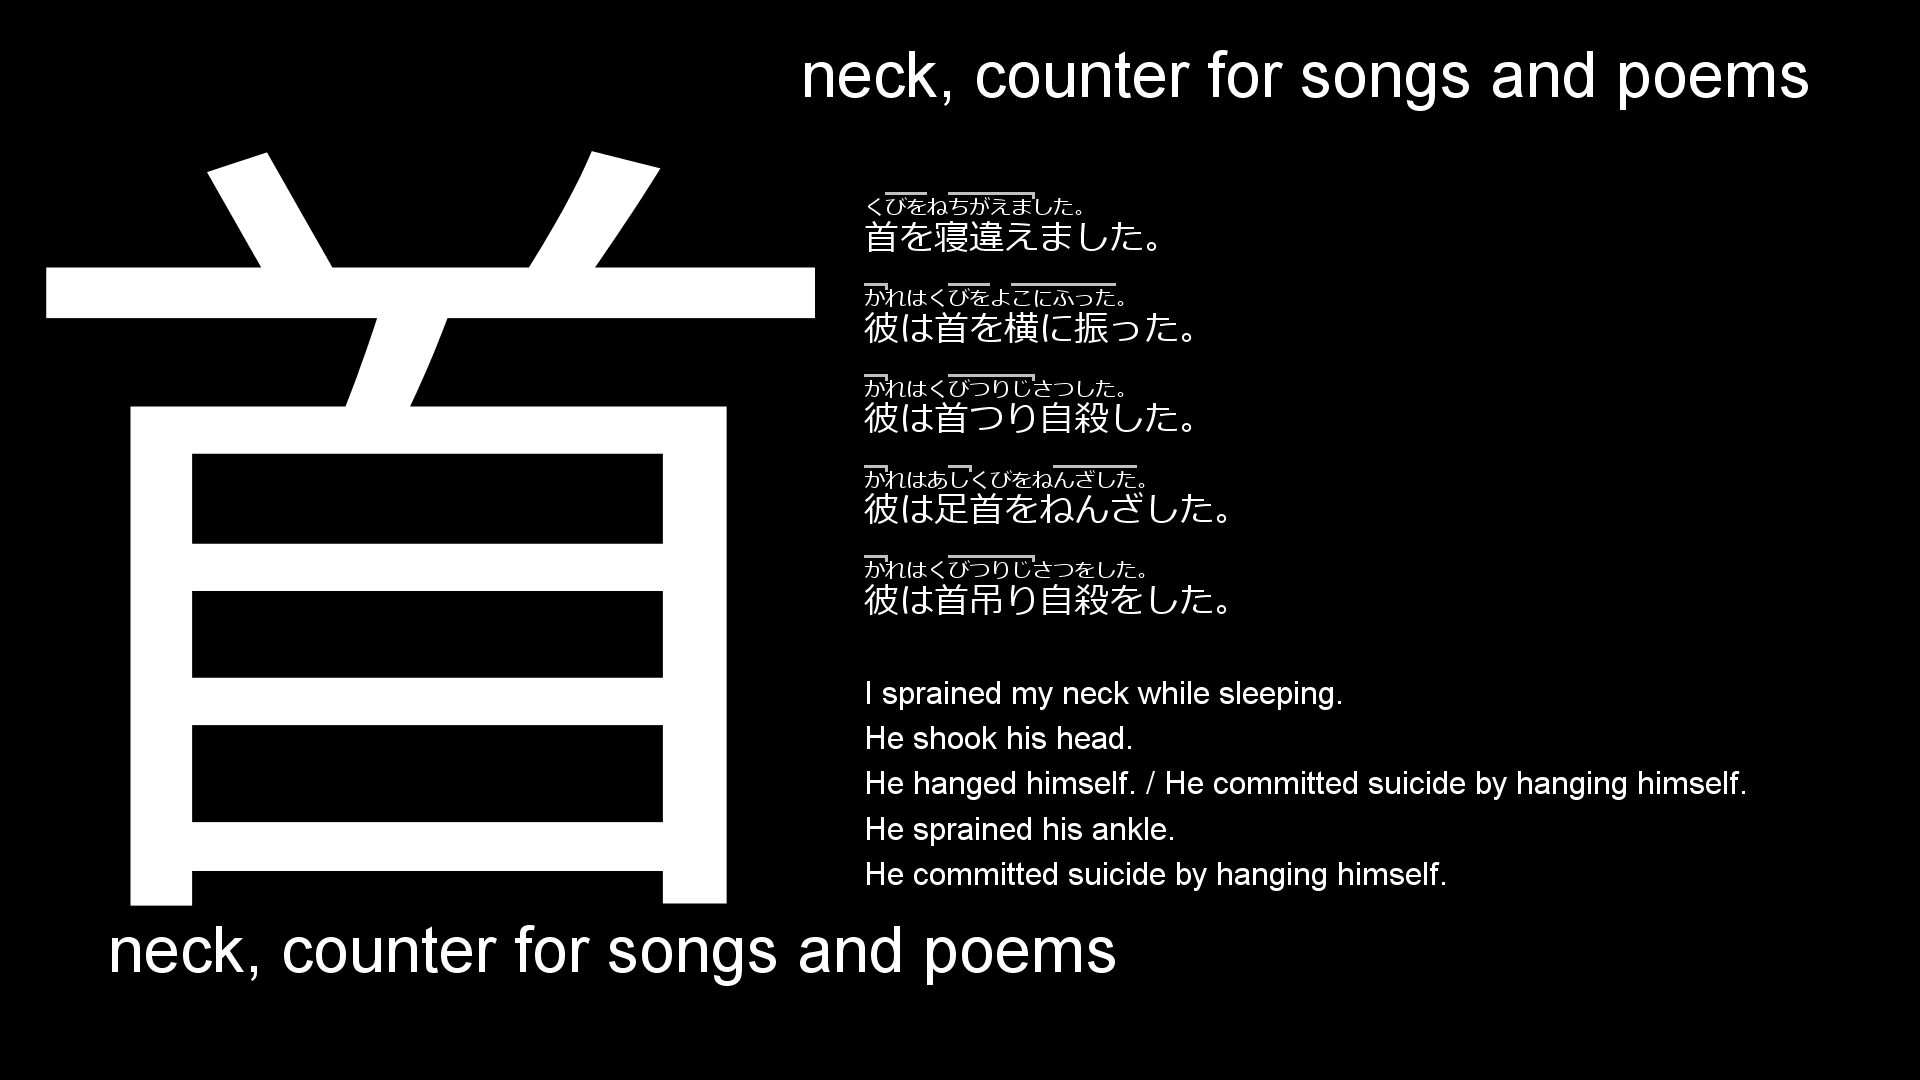 neck, counter for songs and poems
首
くびをねちがえました。
首を寝違えました。
かれはくびをよこにふった。
彼は首を横に振った。
かれはくびつりじさつした。
彼は首つり自殺した。
かれはあしくびをねんざした。
彼は足首をねんざした。
かれはくびつりじさつをした。
彼は首吊り自殺をした。
I sprained my neck while sleeping.
He shook his head.
He hanged himself. / He committed suicide by hanging himself.
He sprained his ankle.
He committed suicide by hanging himself.
neck, counter for songs and poems